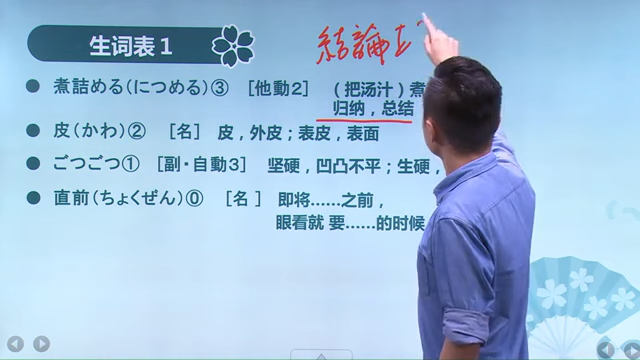 生词表1
結論を
煮詰める(につめる)③ [他動2] (把汤汁)煮
归纳，总结
皮(かわ)② [名] 皮，外皮；表皮，表面
ごつごつ① [副·自動3] 坚硬，凹凸不平；生硬，
直前(ちょくぜん)⓪ [名] 即将……之前，
眼看就 要……的时候